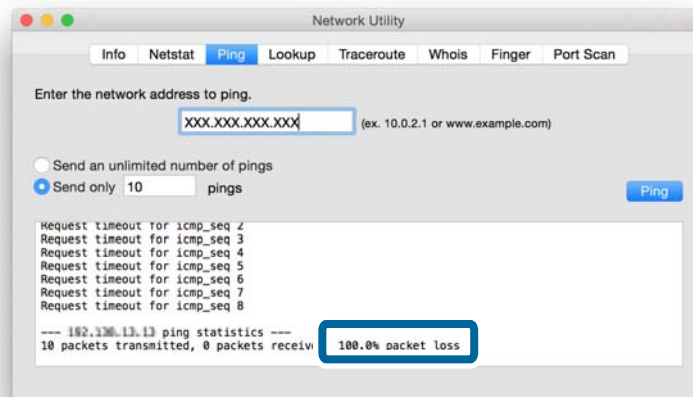 Network Utility
Info Netstat Ping Lookup Traceroute Whois Finger Port Scan
Enter the network address to ping.
XXX.XXX.XXX.XXX (ex. 10.0.2.1 or www.example.com)
Send an unlimited number of pings
Send only 10 pings
Ping
Request timeout for icmp_seq 2
Request timeout for icmp_seq 3
Request timeout for icmp_seq 4
Request timeout for icmp_seq 5
Request timeout for icmp_seq 6
Request timeout for icmp_seq 7
Request timeout for icmp_seq 8
--- ping statistics ---
10 packets transmitted, 0 packets receiv 100.0% packet loss